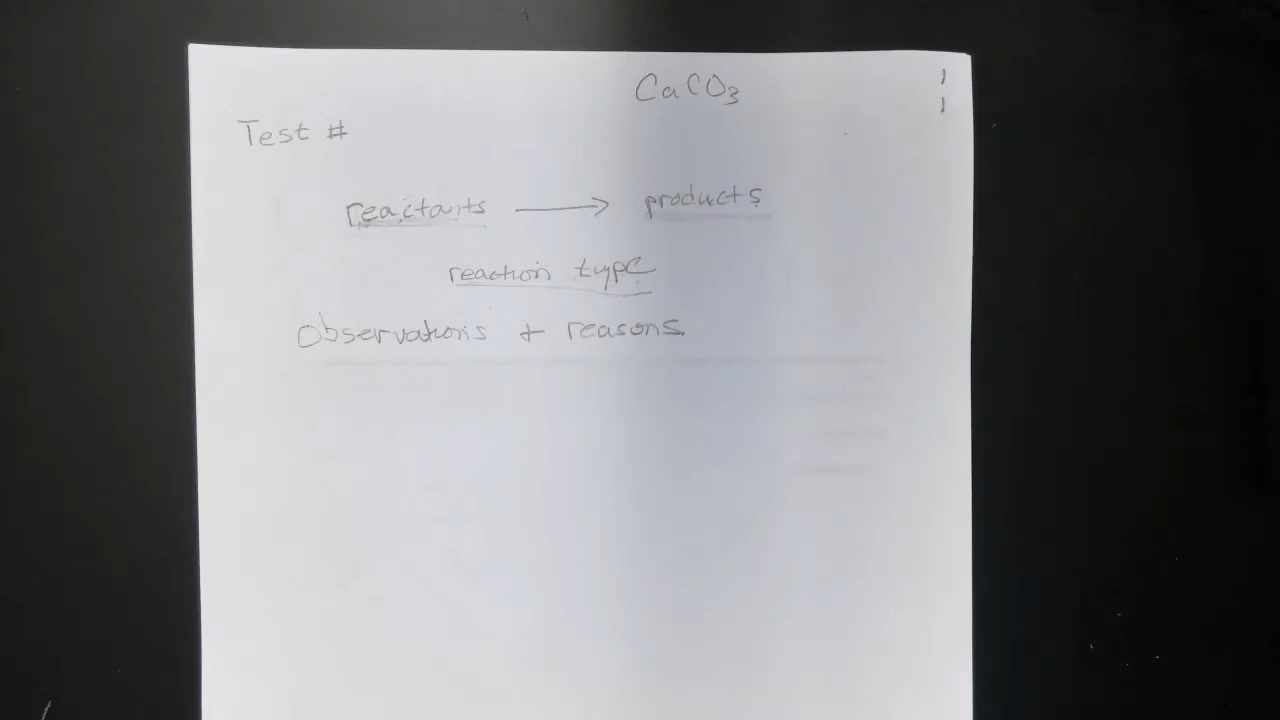 CaCO3
Test #
reactants → products
reaction type
Observations + reasons